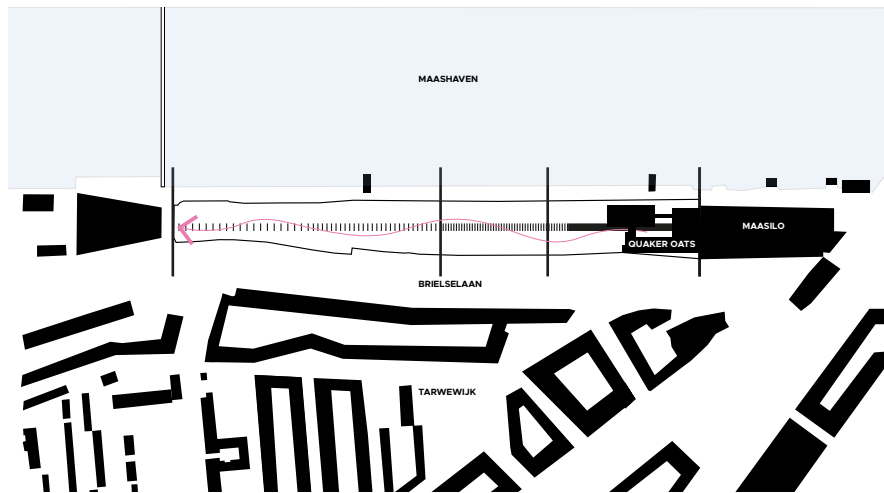 MAASHAVEN
MAASILO
QUAKER OATS
BRIELSELAAN
TARWEWIJK